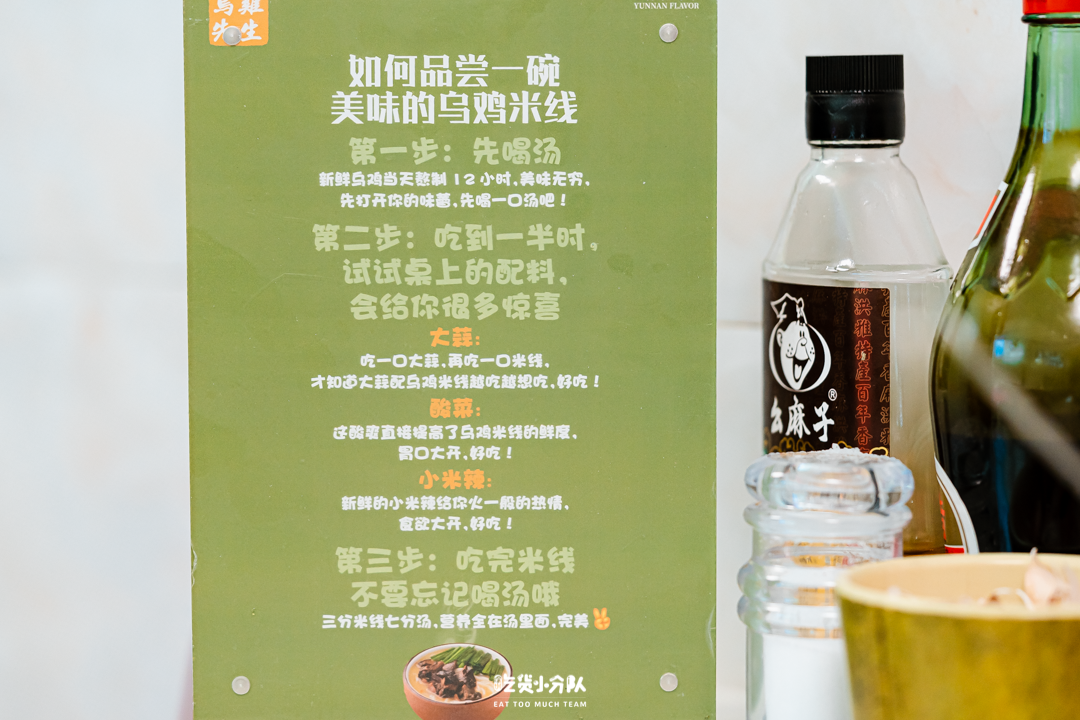 乌雞
先生
YUNNAN FLAVOR
如何品尝一碗
美味的乌鸡米线
第一步：先喝汤
新鲜乌鸡当天熬制 12 小时,美味无穷,
先打开你的味蕾,先喝一口汤吧！
第二步：吃到一半时,
试试桌上的配料,
会给你很多惊喜
大蒜:
吃一口大蒜,再吃一口米线,
才知道大蒜配乌鸡米线越吃越想吃,好吃！
酸菜:
这酸爽直接提高了乌鸡米线的鲜度,
胃口大开,好吃！
小米辣:
新鲜的小米辣给你火一般的热情,
食欲大开,好吃！
第三步：吃完米线
不要忘记喝汤哦
三分米线七分汤,营养全在汤里面,完美✌
吃货小分队
EAT TOO MUCH TEAM
幺麻子®
洪雅特産百年香